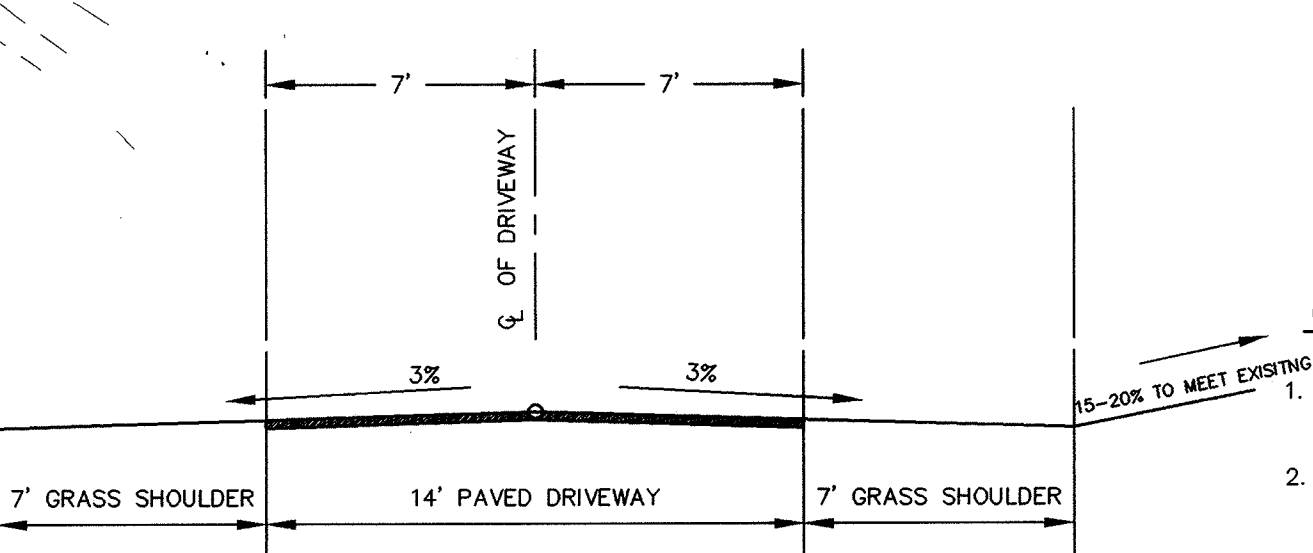 7' 7'
℄ OF DRIVEWAY
3% 3%
15-20% TO MEET EXISITNG
1.
2.
7' GRASS SHOULDER 14' PAVED DRIVEWAY 7' GRASS SHOULDER